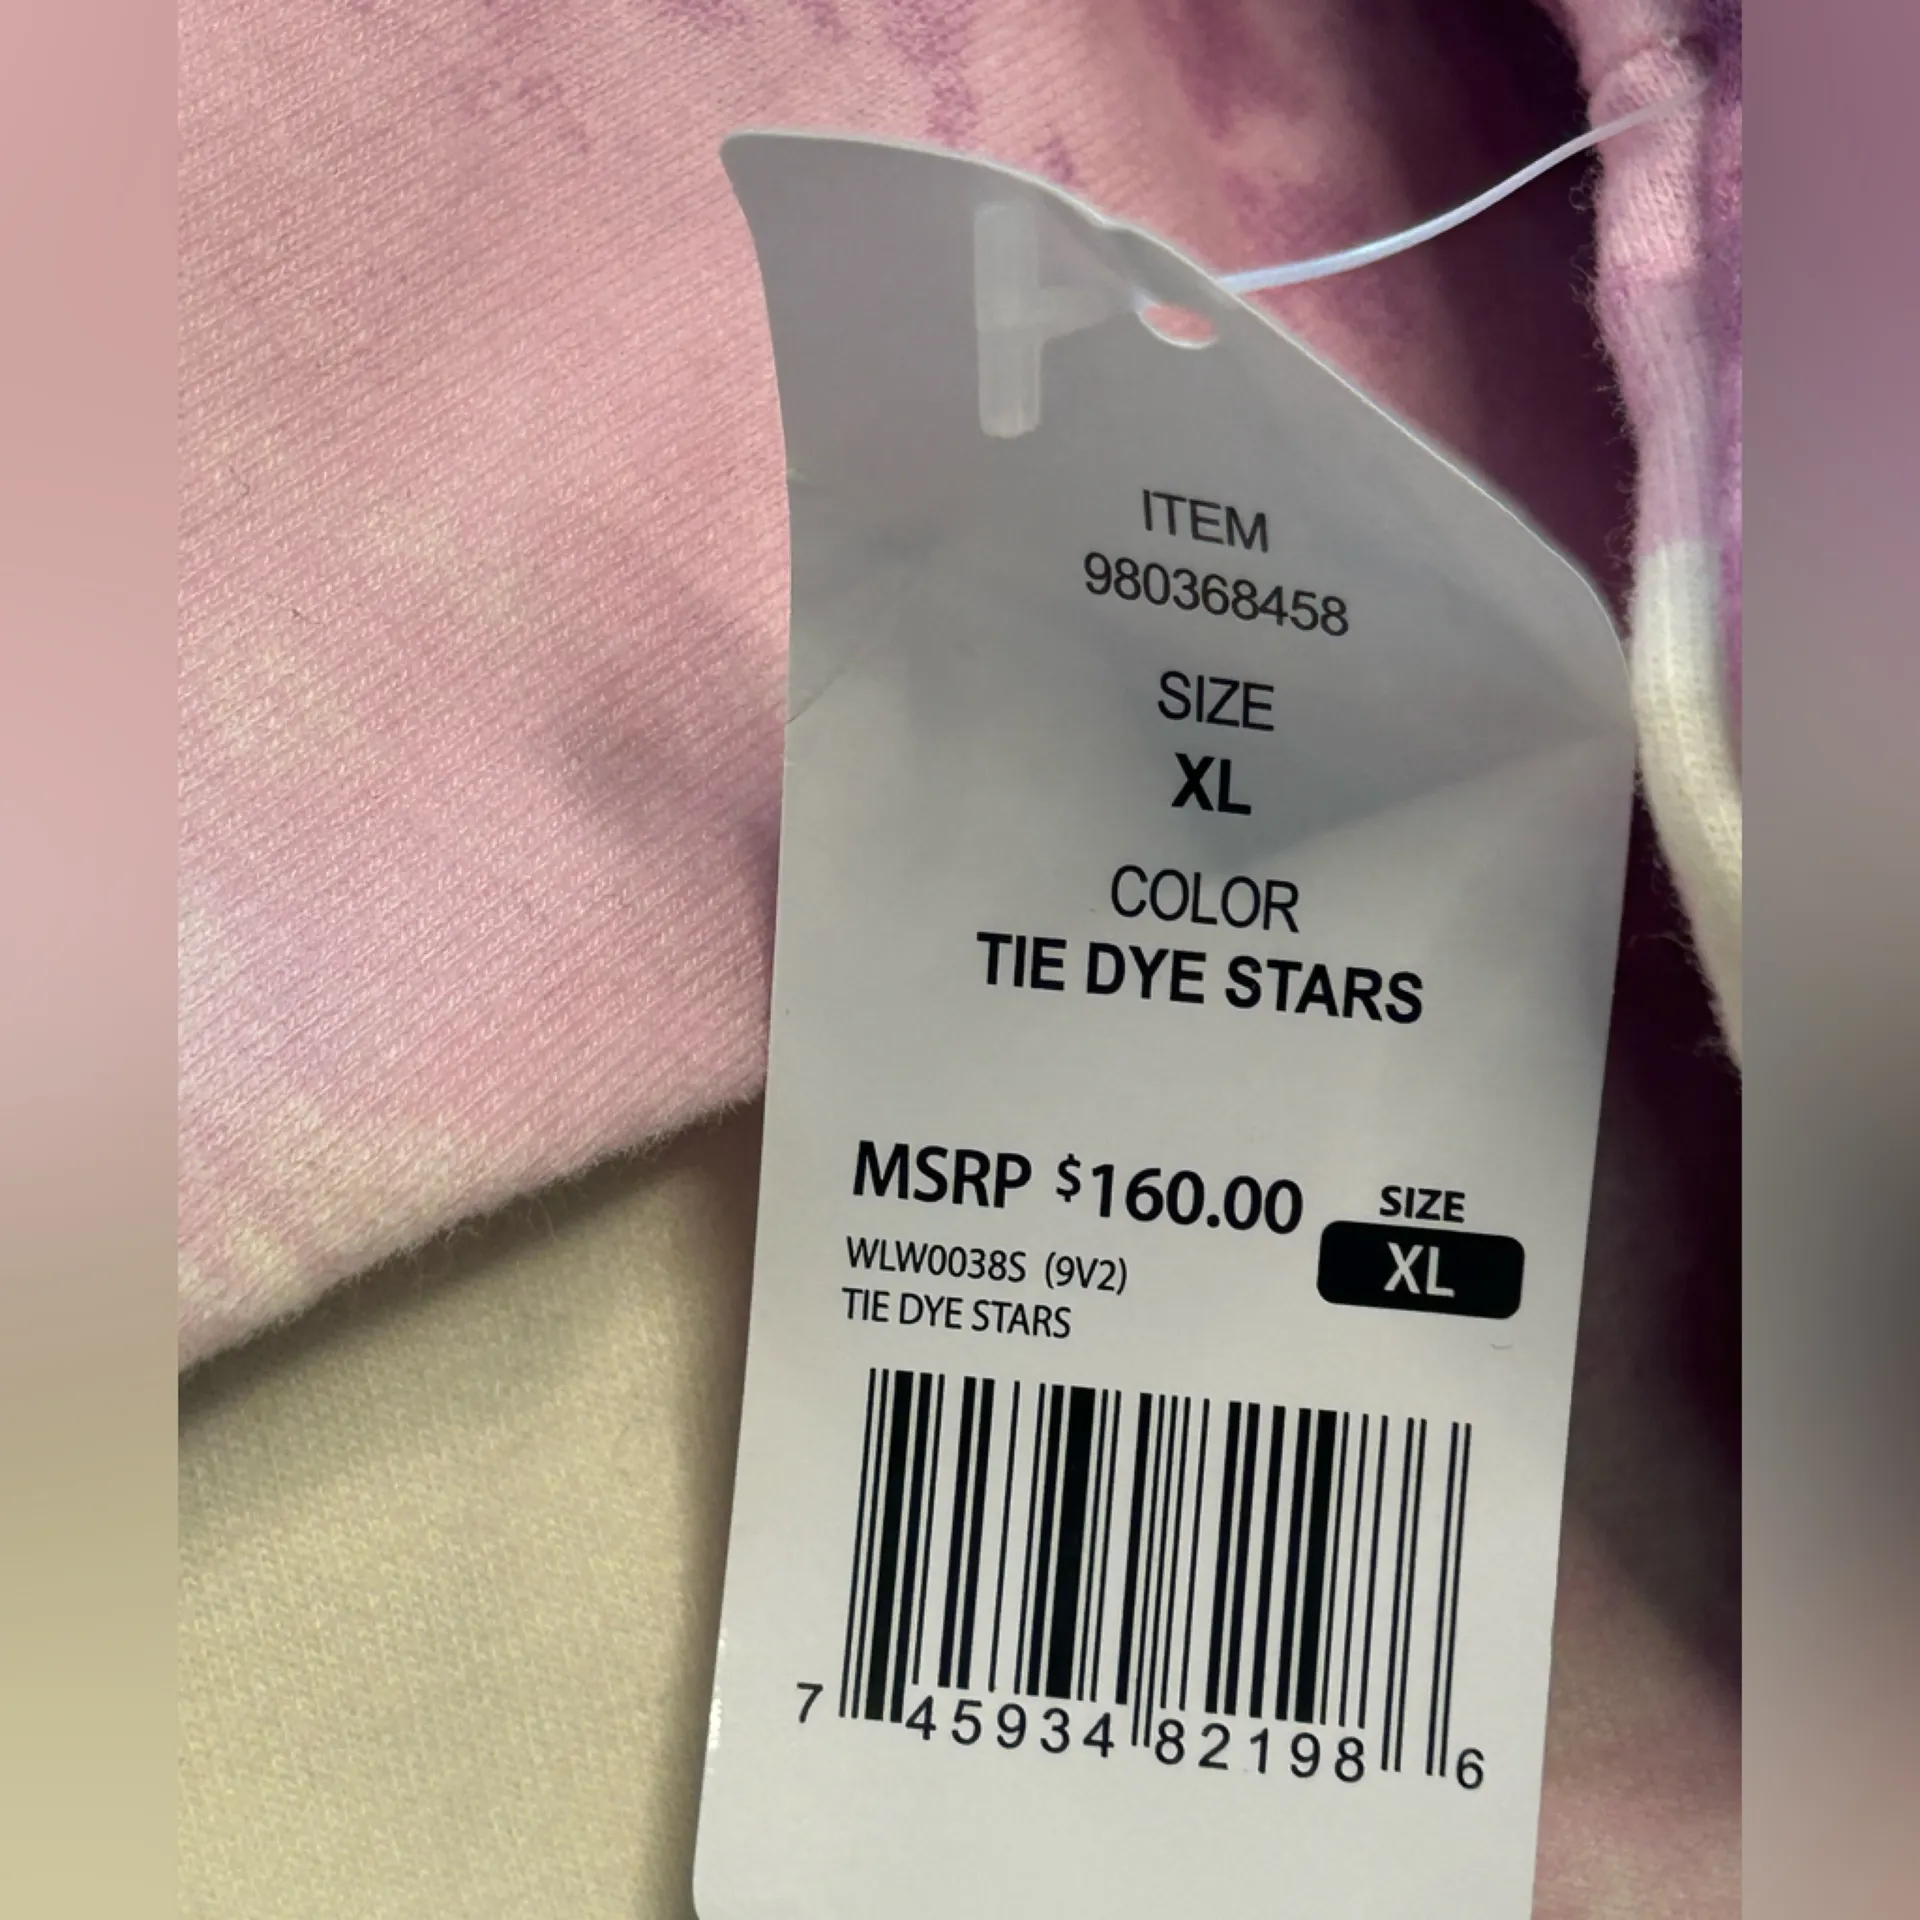 ITEM
980368458
SIZE
XL
COLOR
TIE DYE STARS
MSRP $160.00
SIZE
XL
WLW0038S (9V2)
TIE DYE STARS
7 45934 82198 6